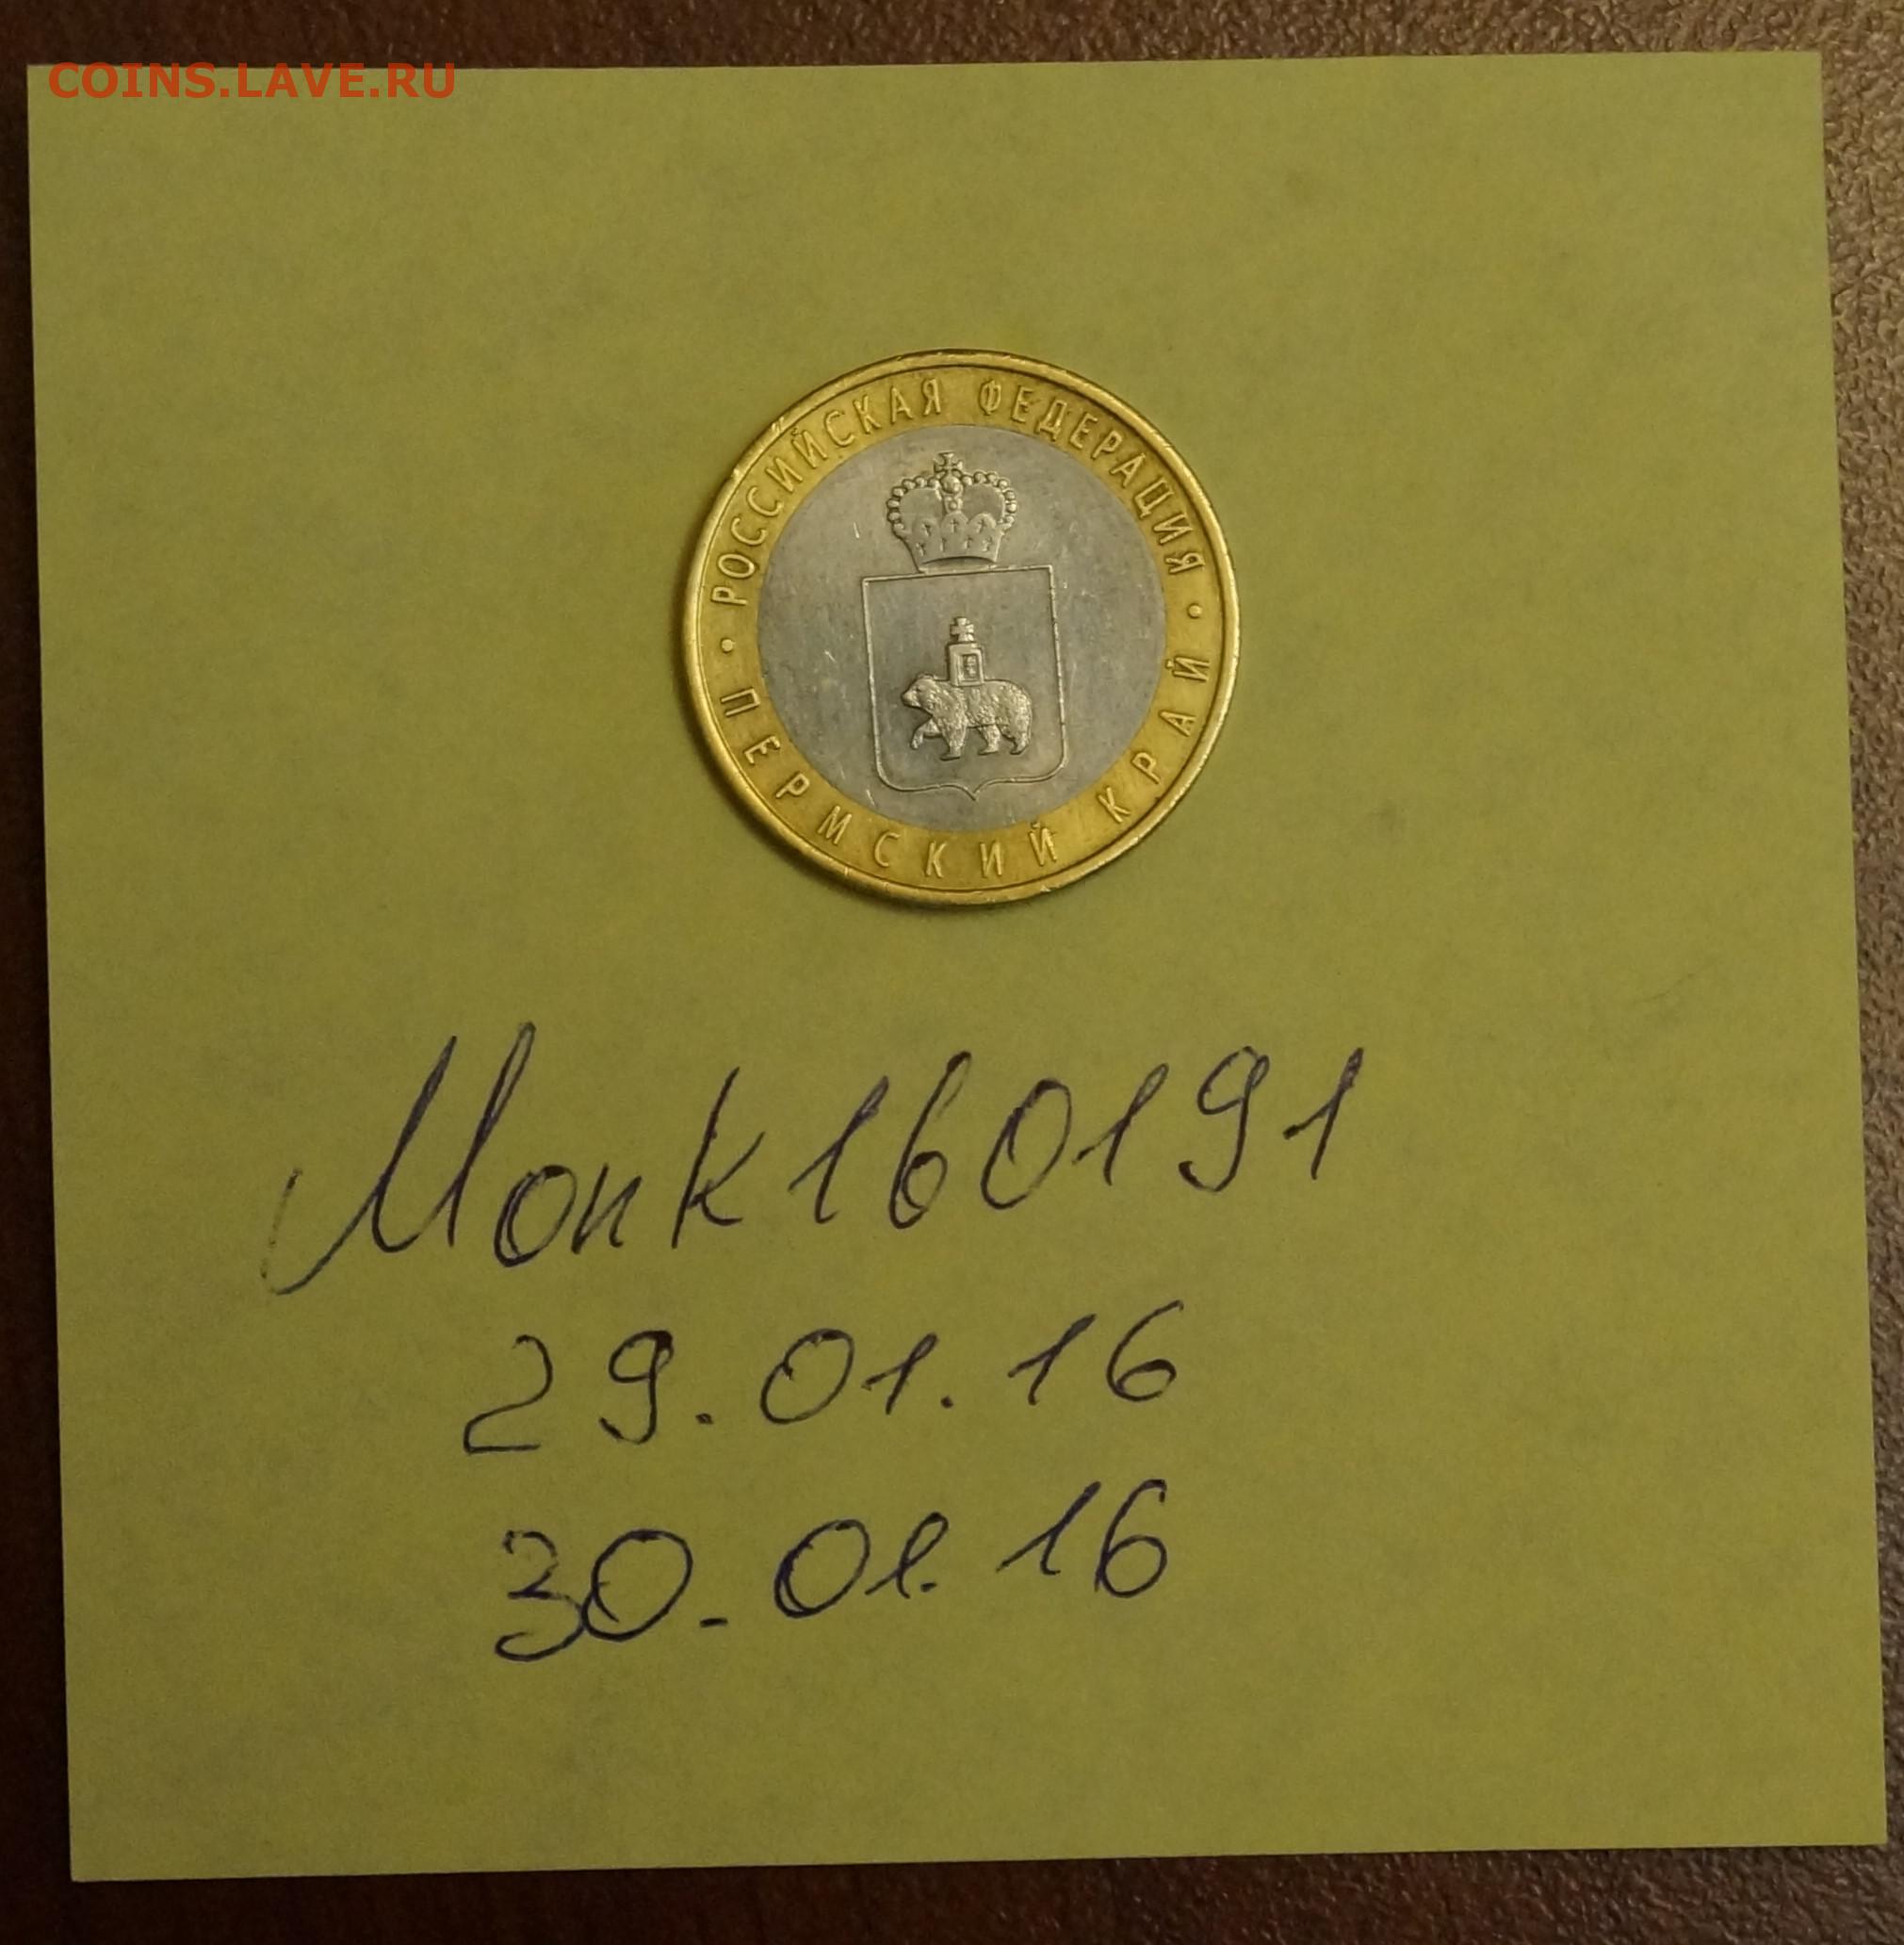 COINS.LAVE.RU
• РОССИЙСКАЯ ФЕДЕРАЦИЯ •
ПЕРМСКИЙ КРАЙ
Monk160191
29.01.16
30.01.16